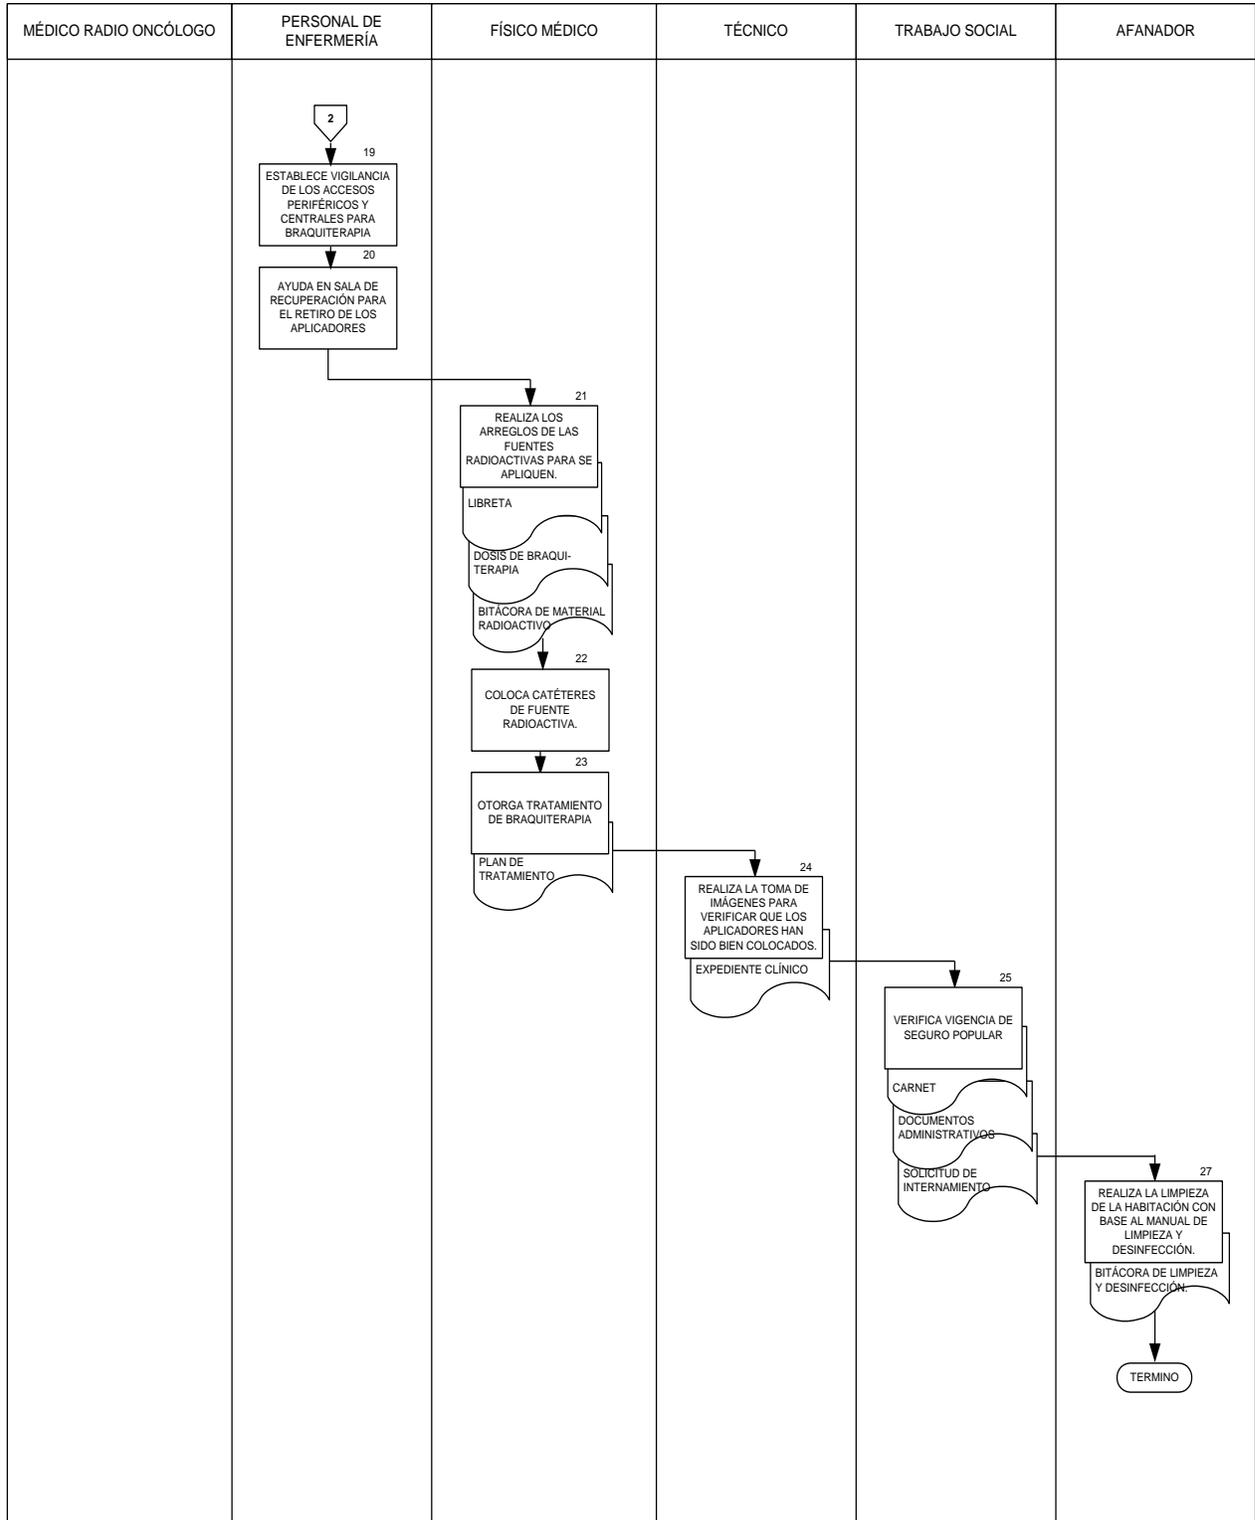 MÉDICO RADIO ONCÓLOGO
PERSONAL DE
ENFERMERÍA
FÍSICO MÉDICO
TÉCNICO
TRABAJO SOCIAL
AFANADOR
2
19
ESTABLECE VIGILANCIA
DE LOS ACCESOS
PERIFÉRICOS Y
CENTRALES PARA
BRAQUITERAPIA
20
AYUDA EN SALA DE
RECUPERACIÓN PARA
EL RETIRO DE LOS
APLICADORES
21
REALIZA LOS
ARREGLOS DE LAS
FUENTES
RADIOACTIVAS PARA SE
APLIQUEN.
LIBRETA
DOSIS DE BRAQUI-
TERAPIA
BITÁCORA DE MATERIAL
RADIOACTIVO
22
COLOCA CATÉTERES
DE FUENTE
RADIOACTIVA.
23
OTORGA TRATAMIENTO
DE BRAQUITERAPIA
PLAN DE
TRATAMIENTO
24
REALIZA LA TOMA DE
IMÁGENES PARA
VERIFICAR QUE LOS
APLICADORES HAN
SIDO BIEN COLOCADOS.
EXPEDIENTE CLÍNICO
25
VERIFICA VIGENCIA DE
SEGURO POPULAR
CARNET
DOCUMENTOS
ADMINISTRATIVOS
SOLICITUD DE
INTERNAMIENTO
27
REALIZA LA LIMPIEZA
DE LA HABITACIÓN CON
BASE AL MANUAL DE
LIMPIEZA Y
DESINFECCIÓN.
BITÁCORA DE LIMPIEZA
Y DESINFECCIÓN.
TERMINO